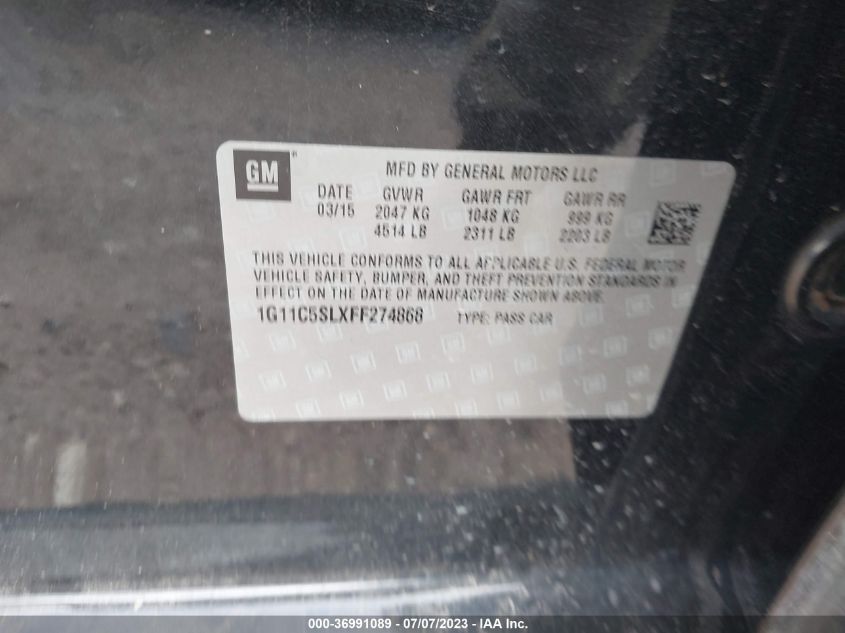 GM ®
MFD BY GENERAL MOTORS LLC
DATE GVWR GAWR FRT GAWR RR
03/15 2047 KG 1048 KG 999 KG
4514 LB 2311 LB 2203 LB
THIS VEHICLE CONFORMS TO ALL APPLICABLE U.S. FEDERAL MOTOR
VEHICLE SAFETY, BUMPER, AND THEFT PREVENTION STANDARDS IN
EFFECT ON THE DATE OF MANUFACTURE SHOWN ABOVE.
1G11C5SLXFF274868 TYPE: PASS CAR
000-36991089 - 07/07/2023 - IAA Inc.